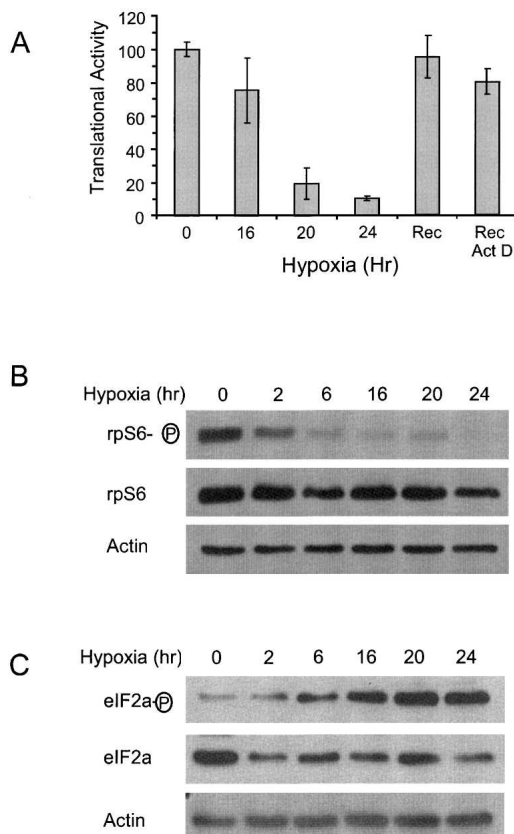 A
Translational Activity
120
100
80
60
40
20
0
0 16 20 24 Rec Rec Act D
Hypoxia (Hr)
B
Hypoxia (hr) 0 2 6 16 20 24
rpS6- P
rpS6
Actin
C
Hypoxia (hr) 0 2 6 16 20 24
eIF2a-P
eIF2a
Actin